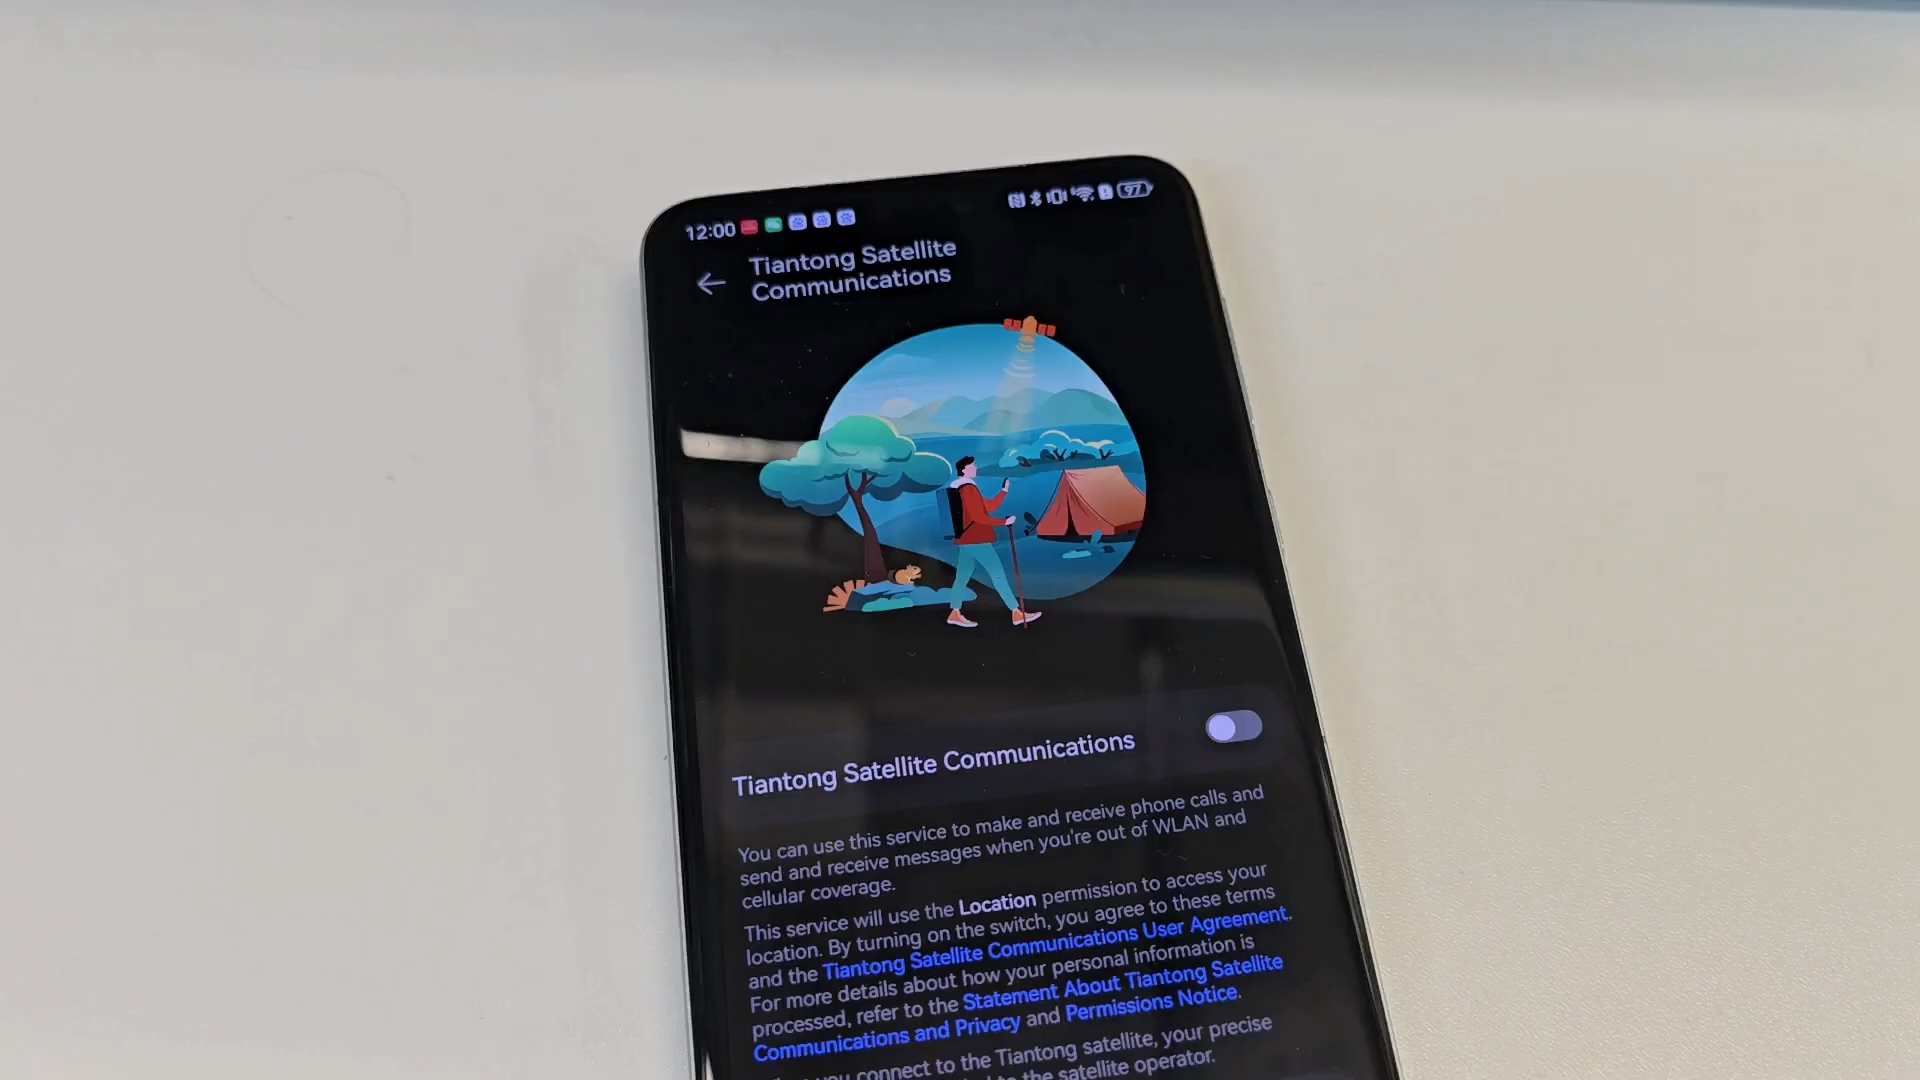 12:00
97
Tiantong Satellite
Communications
Tiantong Satellite Communications
You can use this service to make and receive phone calls and
send and receive messages when you're out of WLAN and
cellular coverage.
This service will use the Location permission to access your
location. By turning on the switch, you agree to these terms
and the Tiantong Satellite Communications User Agreement.
For more details about how your personal information is
processed, refer to the Statement About Tiantong Satellite
Communications and Privacy and Permissions Notice.
you connect to the Tiantong satellite, your precise
to the satellite operator.